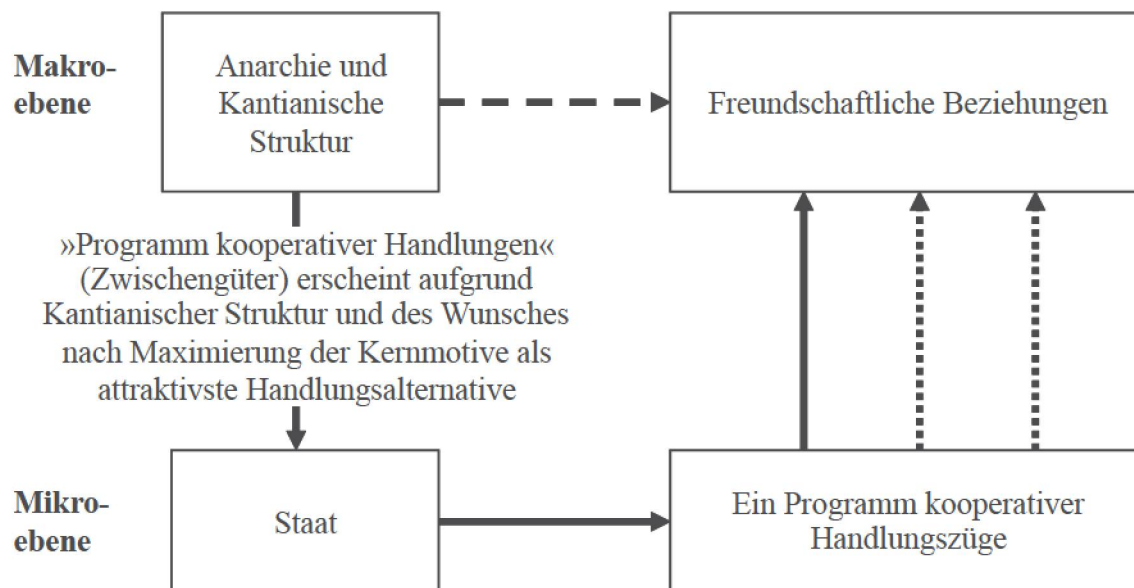 Makro-
ebene
Anarchie und
Kantianische
Struktur
Freundschaftliche Beziehungen
»Programm kooperativer Handlungen«
(Zwischengüter) erscheint aufgrund
Kantianischer Struktur und des Wunsches
nach Maximierung der Kernmotive als
attraktivste Handlungsalternative
Mikro-
ebene
Staat
Ein Programm kooperativer
Handlungszüge